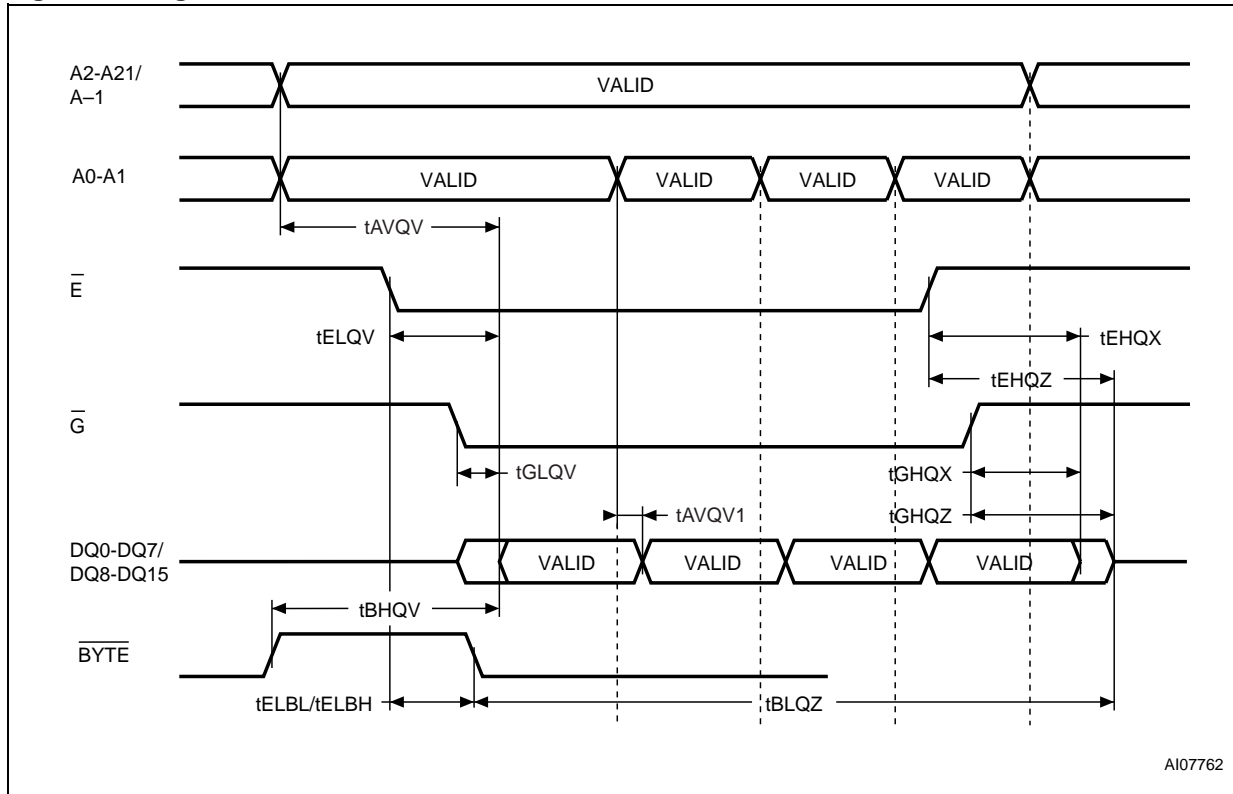 A2-A21/
A–1
VALID
A0-A1
VALID
VALID
VALID
VALID
tAVQV
E
tELQV
tEHQX
tEHQZ
G
tGLQV
tGHQX
tAVQV1
tGHQZ
DQ0-DQ7/
DQ8-DQ15
VALID
VALID
VALID
VALID
tBHQV
BYTE
tELBL/tELBH
tBLQZ
AI07762